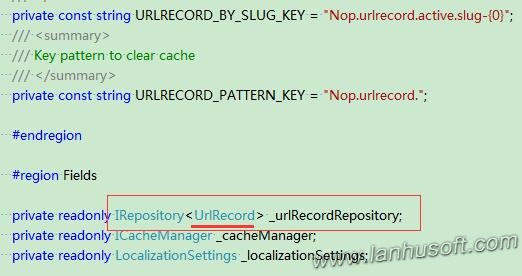 private const string URLRECORD_BY_SLUG_KEY = "Nop.urlrecord.active.slug-{0}";
/// <summary>
/// Key pattern to clear cache
/// </summary>
private const string URLRECORD_PATTERN_KEY = "Nop.urlrecord.";
#endregion
#region Fields
private readonly IRepository<UrlRecord> _urlRecordRepository;
private readonly ICacheManager _cacheManager;
private readonly LocalizationSettings _localizationSettings;
www.lanhusoft.com